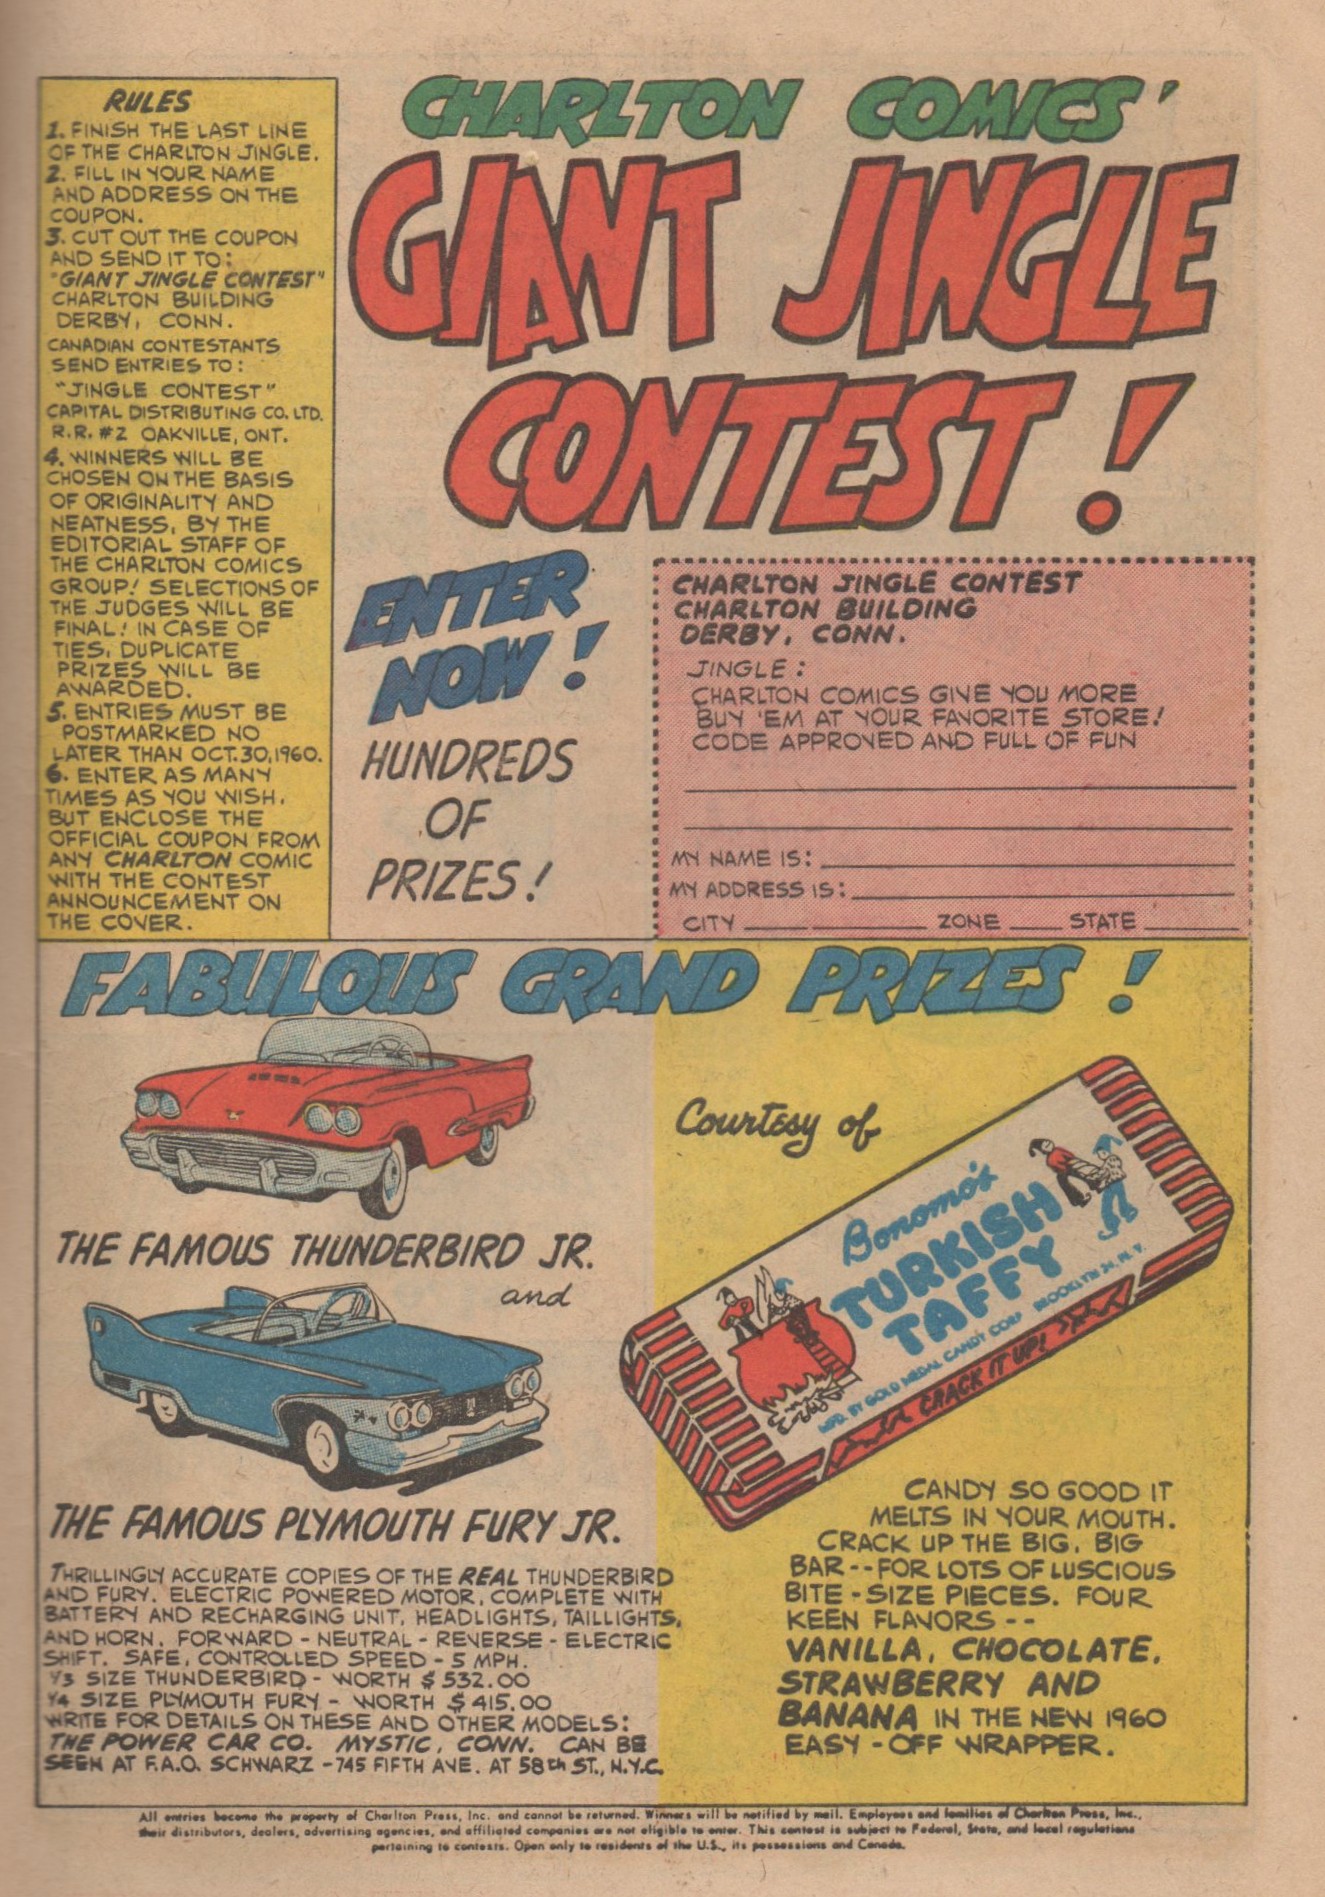 CHARLTON COMICS'
GIANT JINGLE
CONTEST!
RULES
1. FINISH THE LAST LINE
OF THE CHARLTON JINGLE.
2. FILL IN YOUR NAME
AND ADDRESS ON THE
COUPON.
3. CUT OUT THE COUPON
AND SEND IT TO:
"GIANT JINGLE CONTEST"
CHARLTON BUILDING
DERBY, CONN.
CANADIAN CONTESTANTS
SEND ENTRIES TO:
"JINGLE CONTEST"
CAPITAL DISTRIBUTING CO. LTD.
R.R. #2 OAKVILLE, ONT.
4. WINNERS WILL BE
CHOSEN ON THE BASIS
OF ORIGINALITY AND
NEATNESS, BY THE
EDITORIAL STAFF OF
THE CHARLTON COMICS
GROUP! SELECTIONS OF
THE JUDGES WILL BE
FINAL! IN CASE OF
TIES, DUPLICATE
PRIZES WILL BE
AWARDED.
5. ENTRIES MUST BE
POSTMARKED NO
LATER THAN OCT. 30, 1960.
6. ENTER AS MANY
TIMES AS YOU WISH,
BUT ENCLOSE THE
OFFICIAL COUPON FROM
ANY CHARLTON COMIC
WITH THE CONTEST
ANNOUNCEMENT ON
THE COVER.
ENTER
NOW!
HUNDREDS
OF
PRIZES!
CHARLTON JINGLE CONTEST
CHARLTON BUILDING
DERBY, CONN.
JINGLE:
CHARLTON COMICS GIVE YOU MORE
BUY 'EM AT YOUR FAVORITE STORE!
CODE APPROVED AND FULL OF FUN
MY NAME IS:
MY ADDRESS IS:
CITY ZONE STATE
FABULOUS GRAND PRIZES!
THE FAMOUS THUNDERBIRD JR.
and
THE FAMOUS PLYMOUTH FURY JR.
THRILLINGLY ACCURATE COPIES OF THE REAL THUNDERBIRD
AND FURY. ELECTRIC POWERED MOTOR, COMPLETE WITH
BATTERY AND RECHARGING UNIT, HEADLIGHTS, TAILLIGHTS,
AND HORN. FORWARD - NEUTRAL - REVERSE - ELECTRIC
SHIFT. SAFE, CONTROLLED SPEED - 5 MPH.
1/3 SIZE THUNDERBIRD - WORTH $532.00
1/4 SIZE PLYMOUTH FURY - WORTH $415.00
WRITE FOR DETAILS ON THESE AND OTHER MODELS:
THE POWER CAR CO. MYSTIC, CONN. CAN BE
SEEN AT F.A.O. SCHWARZ - 745 FIFTH AVE. AT 58th ST., N.Y.C.
Courtesy of
Bonomo's
TURKISH
TAFFY
MFD. BY GOLD MEDAL CANDY CORP BROOKLYN 24, N.Y.
CRACK IT UP!
CANDY SO GOOD IT
MELTS IN YOUR MOUTH.
CRACK UP THE BIG, BIG
BAR -- FOR LOTS OF LUSCIOUS
BITE - SIZE PIECES. FOUR
KEEN FLAVORS --
VANILLA, CHOCOLATE,
STRAWBERRY AND
BANANA IN THE NEW 1960
EASY - OFF WRAPPER.
All entries become the property of Charlton Press, Inc. and cannot be returned. Winners will be notified by mail. Employees and families of Charlton Press, Inc.,
their distributors, dealers, advertising agencies, and affiliated companies are not eligible to enter. This contest is subject to Federal, State, and local regulations
pertaining to contests. Open only to residents of the U.S., its possessions and Canada.